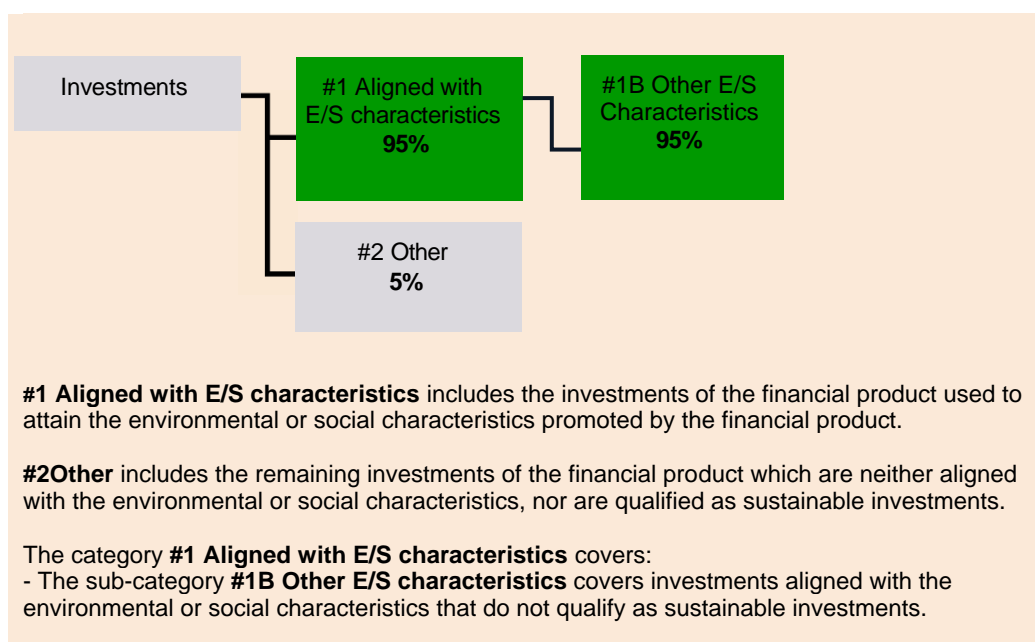 Investments
#1 Aligned with
E/S characteristics
95%
#1B Other E/S
Characteristics
95%
#2 Other
5%
#1 Aligned with E/S characteristics includes the investments of the financial product used to
attain the environmental or social characteristics promoted by the financial product.
#2Other includes the remaining investments of the financial product which are neither aligned
with the environmental or social characteristics, nor are qualified as sustainable investments.
The category #1 Aligned with E/S characteristics covers:
- The sub-category #1B Other E/S characteristics covers investments aligned with the
environmental or social characteristics that do not qualify as sustainable investments.